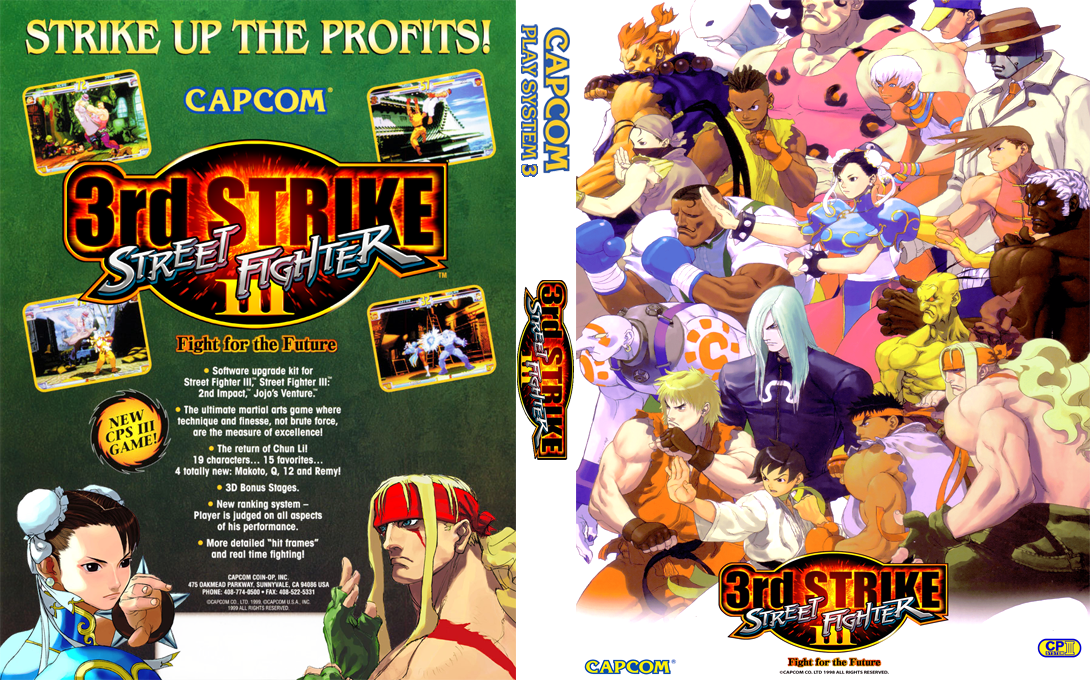 STRIKE UP THE PROFITS!
CAPCOM®
3rd STRIKE
STREET FIGHTER
III
™
Fight for the Future
• Software upgrade kit for
Street Fighter III,™ Street Fighter III:™
2nd Impact,™ Jojo's Venture.™
• The ultimate martial arts game where
technique and finesse, not brute force,
are the measure of excellence!
• The return of Chun Li!
19 characters... 15 favorites...
4 totally new: Makoto, Q, 12 and Remy!
• 3D Bonus Stages.
• New ranking system –
Player is judged on all aspects
of his performance.
• More detailed "hit frames"
and real time fighting!
NEW
CPS III
GAME!
CAPCOM COIN-OP, INC.
475 OAKMEAD PARKWAY, SUNNYVALE, CA 94086 USA
PHONE: 408-774-0500 • FAX: 408-522-5331
©CAPCOM CO., LTD. 1999, ©CAPCOM U.S.A., INC.
1999 ALL RIGHTS RESERVED.
CAPCOM
PLAY SYSTEM 3
3rd STRIKE
STREET FIGHTER
III
3rd STRIKE
STREET FIGHTER
III
Fight for the Future
©CAPCOM CO. LTD 1998 ALL RIGHTS RESERVED.
CAPCOM®
CP III